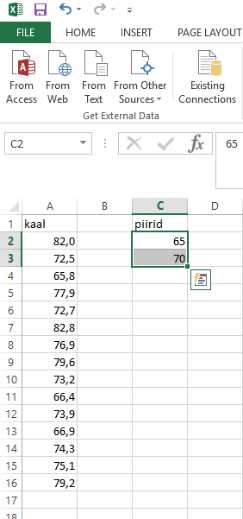 FILE HOME INSERT PAGE LAYOUT
From Access From Web From Text From Other Sources Existing Connections
Get External Data
C2 fx 65
A B C D
1 kaal piirid
2 82,0 65
3 72,5 70
4 65,8
5 77,9
6 72,7
7 82,8
8 76,9
9 79,6
10 73,2
11 66,4
12 73,9
13 66,9
14 74,3
15 75,1
16 79,2
17
18